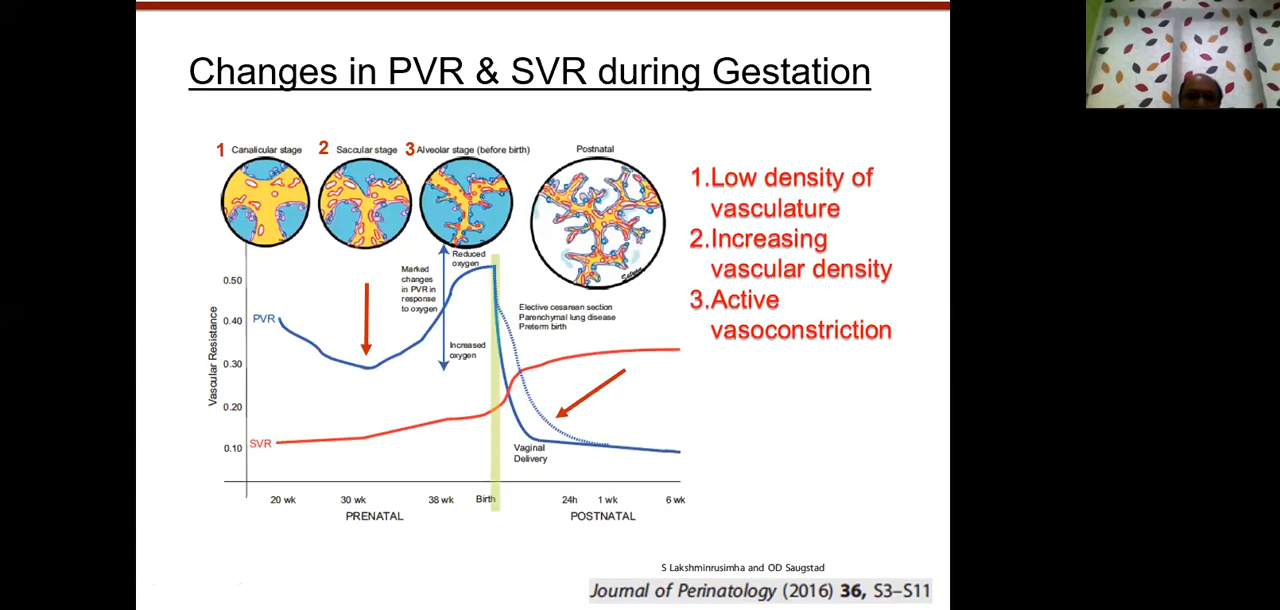 Changes in PVR & SVR during Gestation
1 Canalicular stage
2 Saccular stage
3 Alveolar stage (before birth)
Postnatal
1.Low density of
vasculature
2.Increasing
vascular density
3.Active
vasoconstriction
Reduced
oxygen
Marked
changes
in PVR in
response
to oxygen
Increased
oxygen
Elective cesarean section
Parenchymal lung disease
Preterm birth
Vascular Resistance
0.50
0.40
0.30
0.20
0.10
PVR
SVR
Vaginal
Delivery
20 wk
30 wk
38 wk
Birth
24h
1 wk
6 wk
PRENATAL
POSTNATAL
S Lakshminrusimha and OD Saugstad
Journal of Perinatology (2016) 36, S3–S11